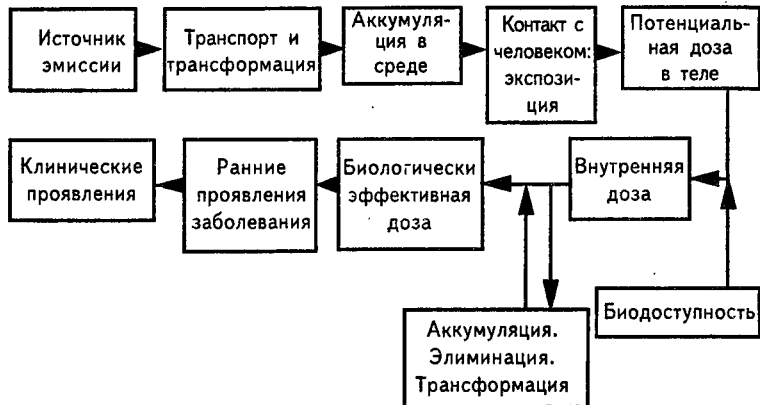 Источник
эмиссии
Транспорт и
трансформация
Аккумуля-
ция в
среде
Контакт с
человеком:
экспози-
ция
Потенциаль-
ная доза
в теле
Клинические
проявления
Ранние
проявления
заболевания
Биологически
эффективная
доза
Внутренняя
доза
Биодоступность
Аккумуляция.
Элиминация.
Трансформация